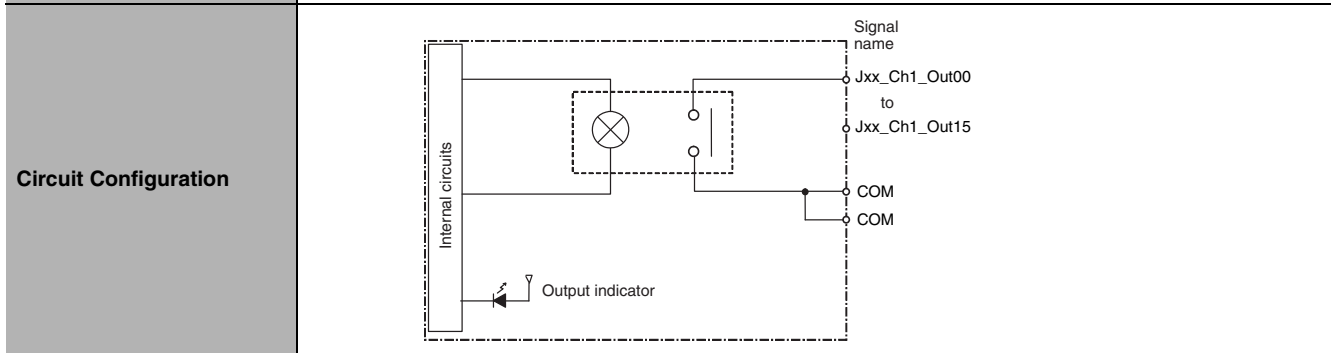 Circuit Configuration
Internal circuits
Signal
name
Jxx_Ch1_Out00
to
Jxx_Ch1_Out15
COM
COM
Output indicator